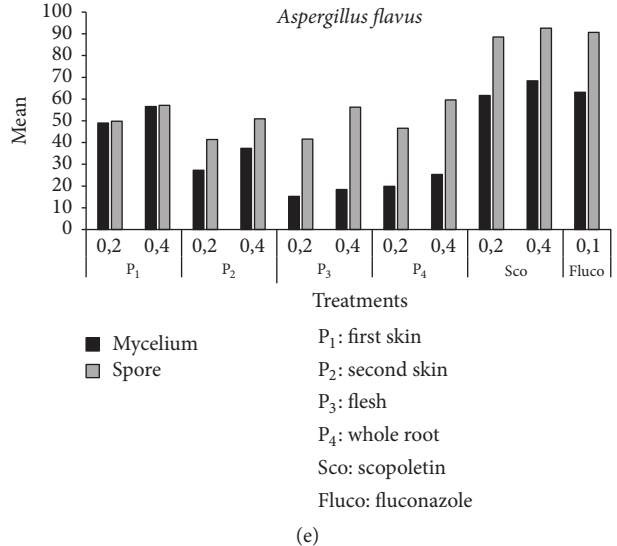 Aspergillus flavus
100
90
80
70
60
50
40
30
20
10
0
Mean
0,2 0,4 0,2 0,4 0,2 0,4 0,2 0,4 0,2 0,4 0,1
P1 P2 P3 P4 Sco Fluco
Treatments
Mycelium
Spore
P1: first skin
P2: second skin
P3: flesh
P4: whole root
Sco: scopoletin
Fluco: fluconazole
(e)